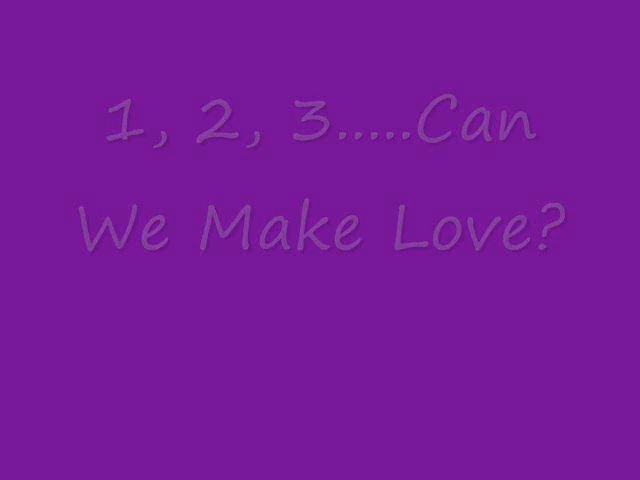 1, 2, 3.....Can
We Make Love?